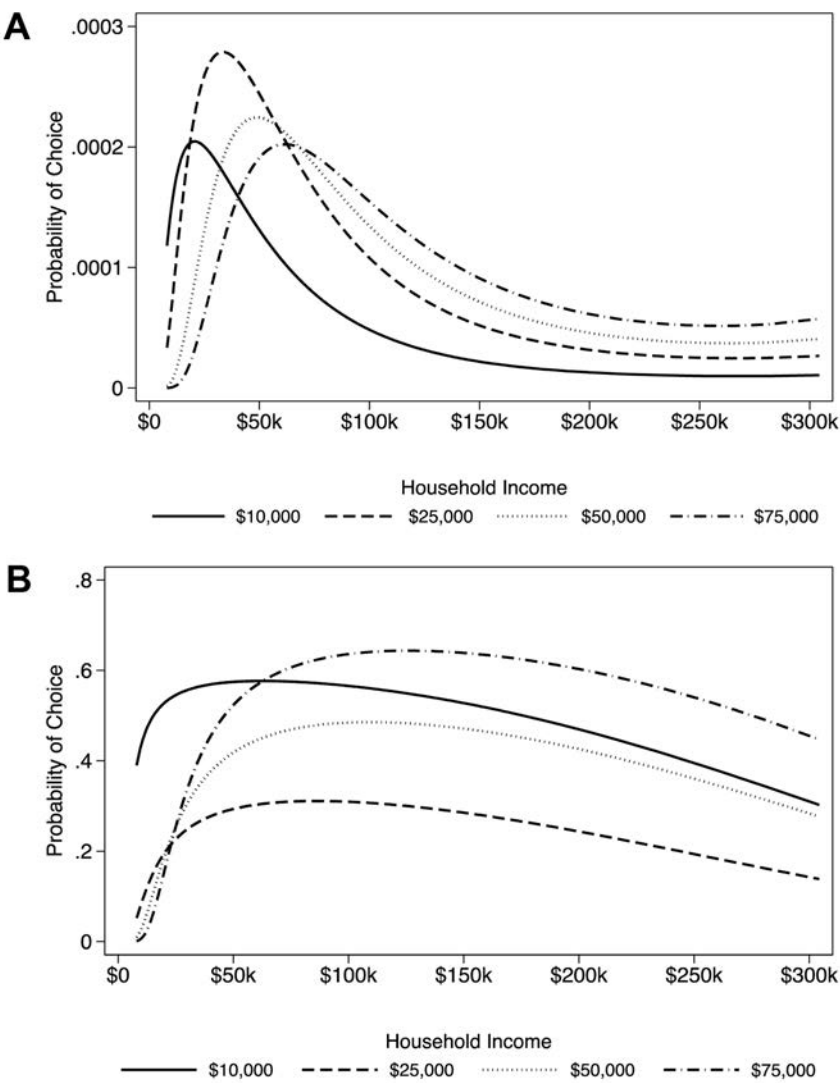 A
.0003
.0002
.0001
0
Probability of Choice
$0 $50k $100k $150k $200k $250k $300k
Household Income
$10,000 $25,000 $50,000 $75,000
B
.8
.6
.4
.2
0
Probability of Choice
$0 $50k $100k $150k $200k $250k $300k
Household Income
$10,000 $25,000 $50,000 $75,000